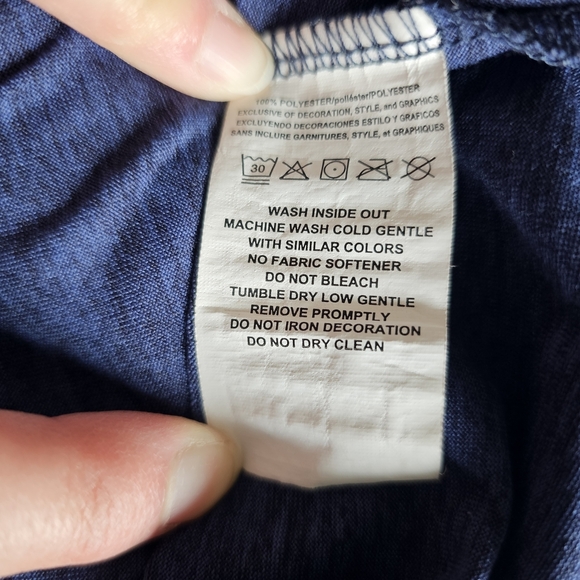 100% POLYESTER/poliéster/POLYESTER
EXCLUSIVE OF DECORATION, STYLE, and GRAPHICS
EXCLUYENDO DECORACIONES ESTILO Y GRAFICOS
SANS INCLURE GARNITURES, STYLE, et GRAPHIQUES
30
WASH INSIDE OUT
MACHINE WASH COLD GENTLE
WITH SIMILAR COLORS
NO FABRIC SOFTENER
DO NOT BLEACH
TUMBLE DRY LOW GENTLE
REMOVE PROMPTLY
DO NOT IRON DECORATION
DO NOT DRY CLEAN